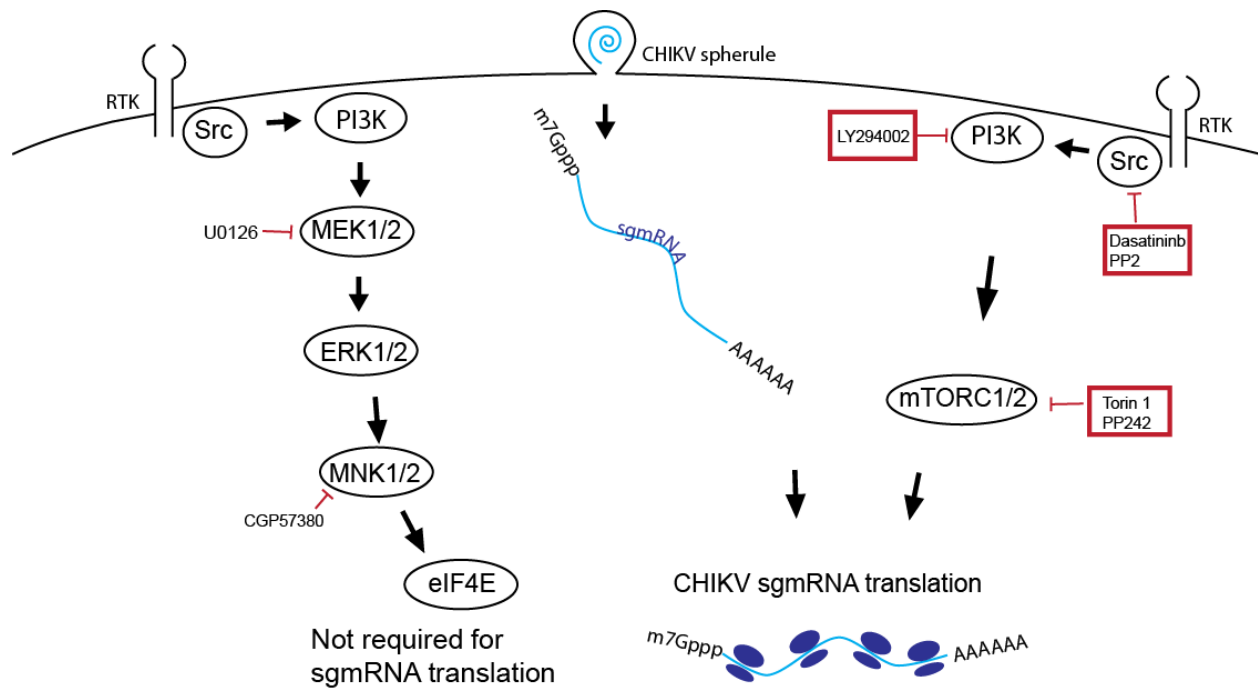 CHIKV spherule
RTK
Src
PI3K
MEK1/2
U0126
ERK1/2
MNK1/2
CGP57380
eIF4E
Not required for
sgmRNA translation
m7Gppp
sgmRNA
AAAAAA
LY294002
PI3K
Src
RTK
Dasatininb
PP2
mTORC1/2
Torin 1
PP242
CHIKV sgmRNA translation
m7Gppp
AAAAAA